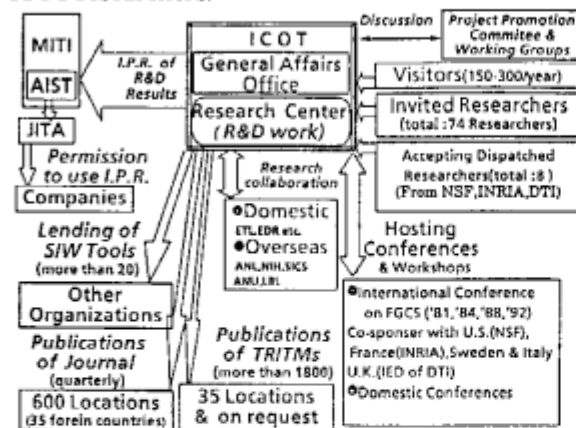 MITI
AIST
JITA
Companies
I.P.R. of
R&D
Results
Permission
to use I.P.R.
ICOT
General Affairs
Office
Research Center
(R&D work)
Discussion
Project Promotion
Commitee &
Working Groups
Visitors(150-300/year)
Invited Researchers
(total :74 Researchers)
Accepting Dispatched
Researchers(total :8 )
(From NSF,INRIA,DTI)
Research
collaboration
Domestic
ETL,EDR etc.
Overseas
ANL,NIH,SICS
ANU,LBL
Hosting
Conferences
& Workshops
International Conference
on FGCS ('81,'84,'88,'92)
Co-sponser with U.S.(NSF),
France(INRIA),Sweden & Italy
U.K.(IED of DTI)
Domestic Conferences
Lending of
S/W Tools
(more than 20)
Other
Organizations
Publications
of Journal
(quarterly)
600 Locations
(35 forein countries)
Publications
of TR/TMs
(more than 1800)
35 Locations
& on request